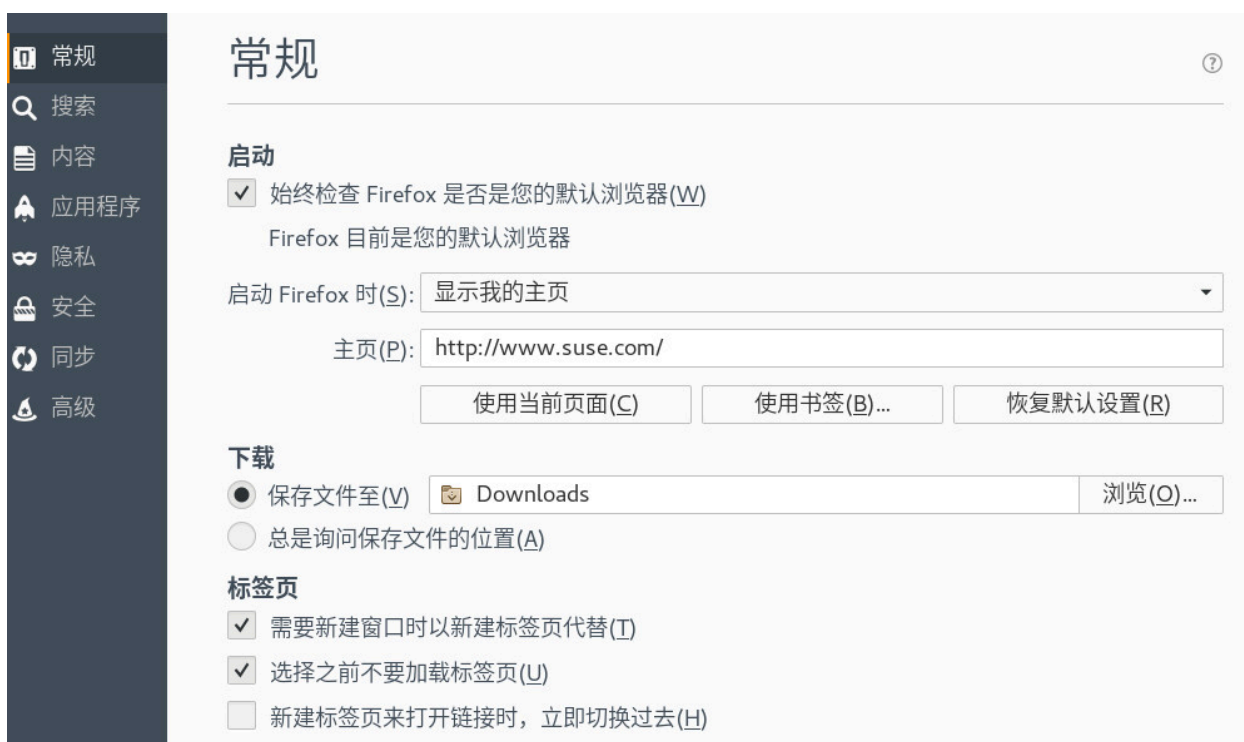 常规
搜索
内容
应用程序
隐私
安全
同步
高级
常规
?
启动
始终检查 Firefox 是否是您的默认浏览器(W)
Firefox 目前是您的默认浏览器
启动 Firefox 时(S): 显示我的主页
主页(P): http://www.suse.com/
使用当前页面(C) 使用书签(B)... 恢复默认设置(R)
下载
保存文件至(V) Downloads 浏览(O)...
总是询问保存文件的位置(A)
标签页
需要新建窗口时以新建标签页代替(T)
选择之前不要加载标签页(U)
新建标签页来打开链接时，立即切换过去(H)